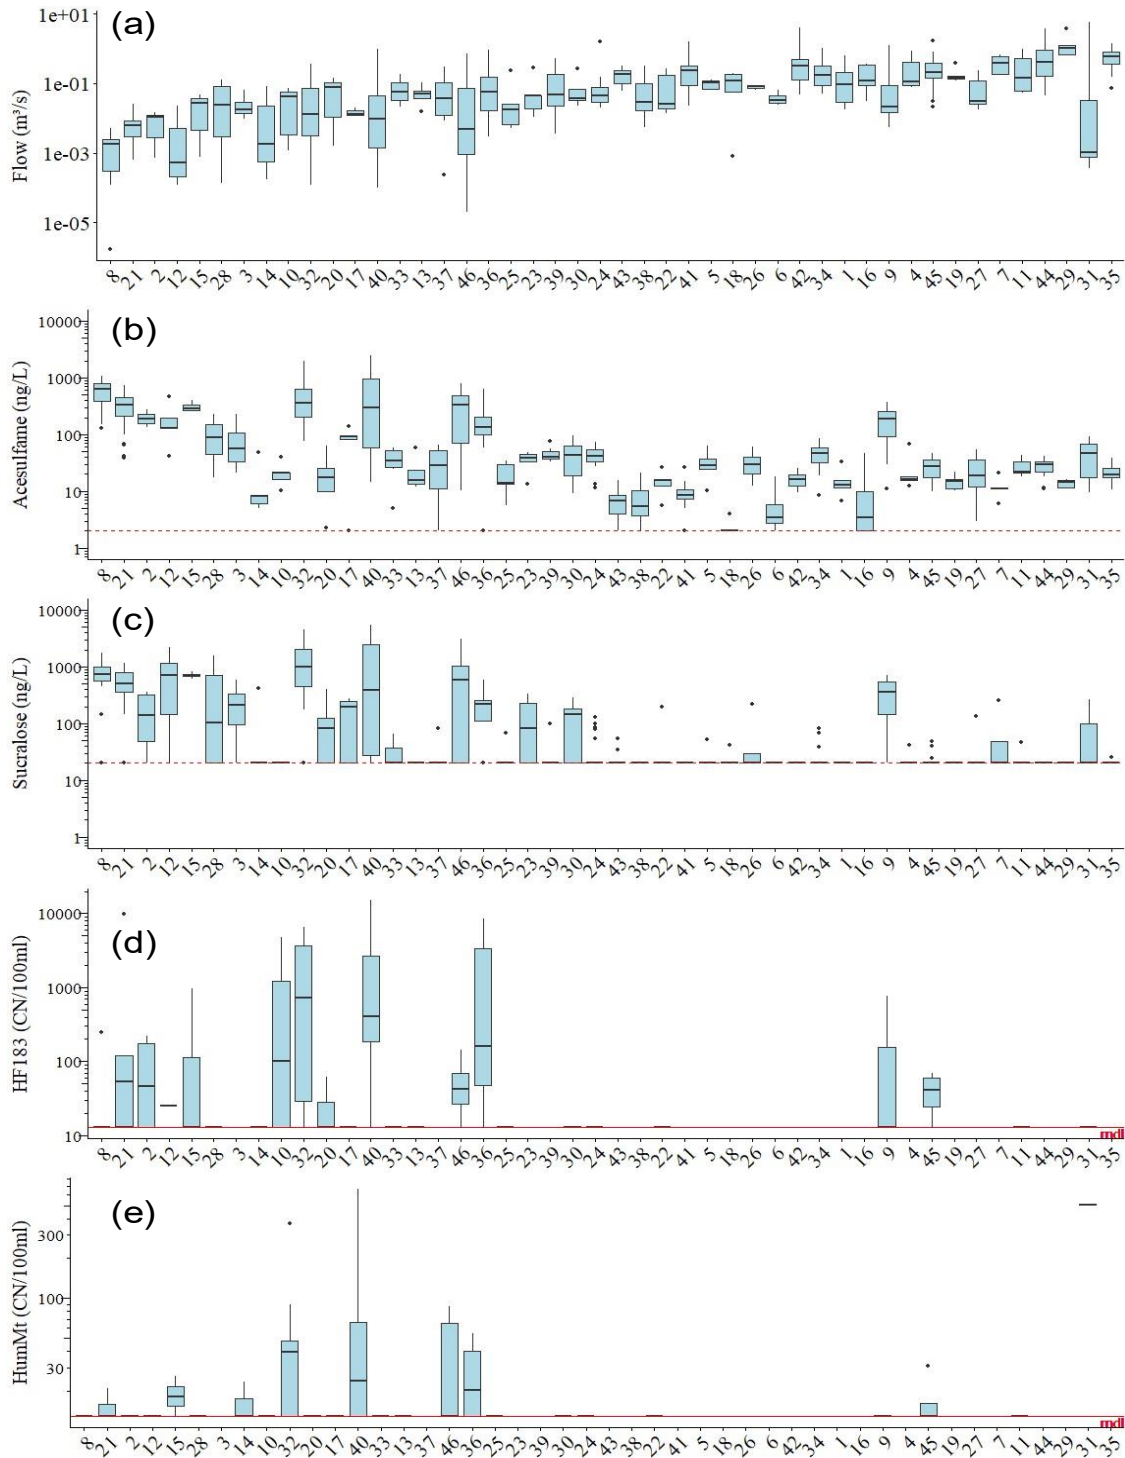 (a)
Flow (m³/s)
1e+01
1e-01
1e-03
1e-05
8 21 2 12 15 28 3 14 10 32 20 17 40 33 13 37 46 36 25 23 39 30 24 43 38 22 41 5 18 26 6 42 34 1 16 9 4 45 19 27 7 11 44 29 31 35
(b)
Acesulfame (ng/L)
10000
1000
100
10
1
8 21 2 12 15 28 3 14 10 32 20 17 40 33 13 37 46 36 25 23 39 30 24 43 38 22 41 5 18 26 6 42 34 1 16 9 4 45 19 27 7 11 44 29 31 35
(c)
Sucralose (ng/L)
10000
1000
100
10
1
8 21 2 12 15 28 3 14 10 32 20 17 40 33 13 37 46 36 25 23 39 30 24 43 38 22 41 5 18 26 6 42 34 1 16 9 4 45 19 27 7 11 44 29 31 35
(d)
HF183 (CN/100ml)
10000
1000
100
10
mdl
8 21 2 12 15 28 3 14 10 32 20 17 40 33 13 37 46 36 25 23 39 30 24 43 38 22 41 5 18 26 6 42 34 1 16 9 4 45 19 27 7 11 44 29 31 35
(e)
HumMt (CN/100ml)
300
100
30
mdl
8 21 2 12 15 28 3 14 10 32 20 17 40 33 13 37 46 36 25 23 39 30 24 43 38 22 41 5 18 26 6 42 34 1 16 9 4 45 19 27 7 11 44 29 31 35